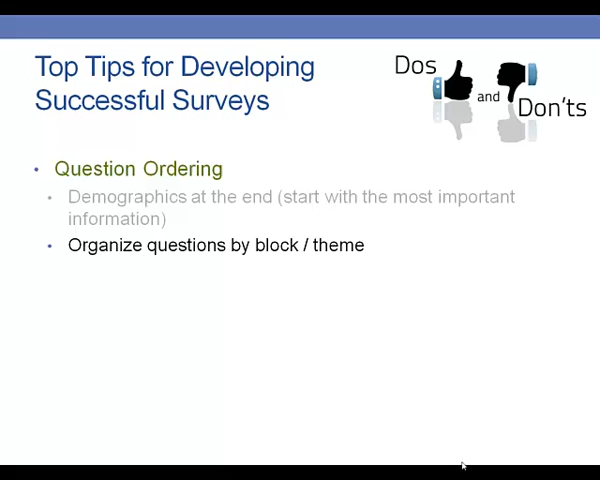 Top Tips for Developing
Successful Surveys
Dos
and
Don'ts
• Question Ordering
• Demographics at the end (start with the most important
information)
• Organize questions by block / theme